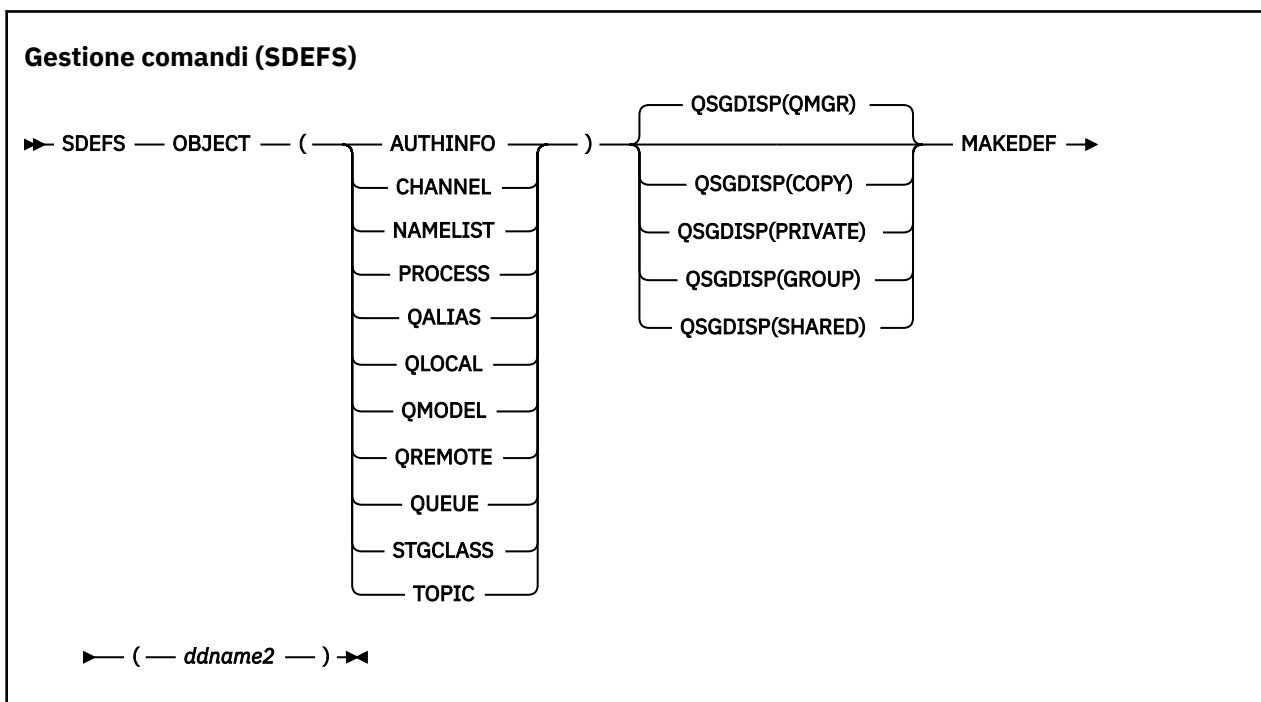 Gestione comandi (SDEFS)
QSGDISP(QMGR)
SDEFS OBJECT ( AUTHINFO ) MAKEDEF
CHANNEL QSGDISP(COPY)
NAMELIST QSGDISP(PRIVATE)
PROCESS QSGDISP(GROUP)
QALIAS QSGDISP(SHARED)
QLOCAL
QMODEL
QREMOTE
QUEUE
STGCLASS
TOPIC
( ddname2 )